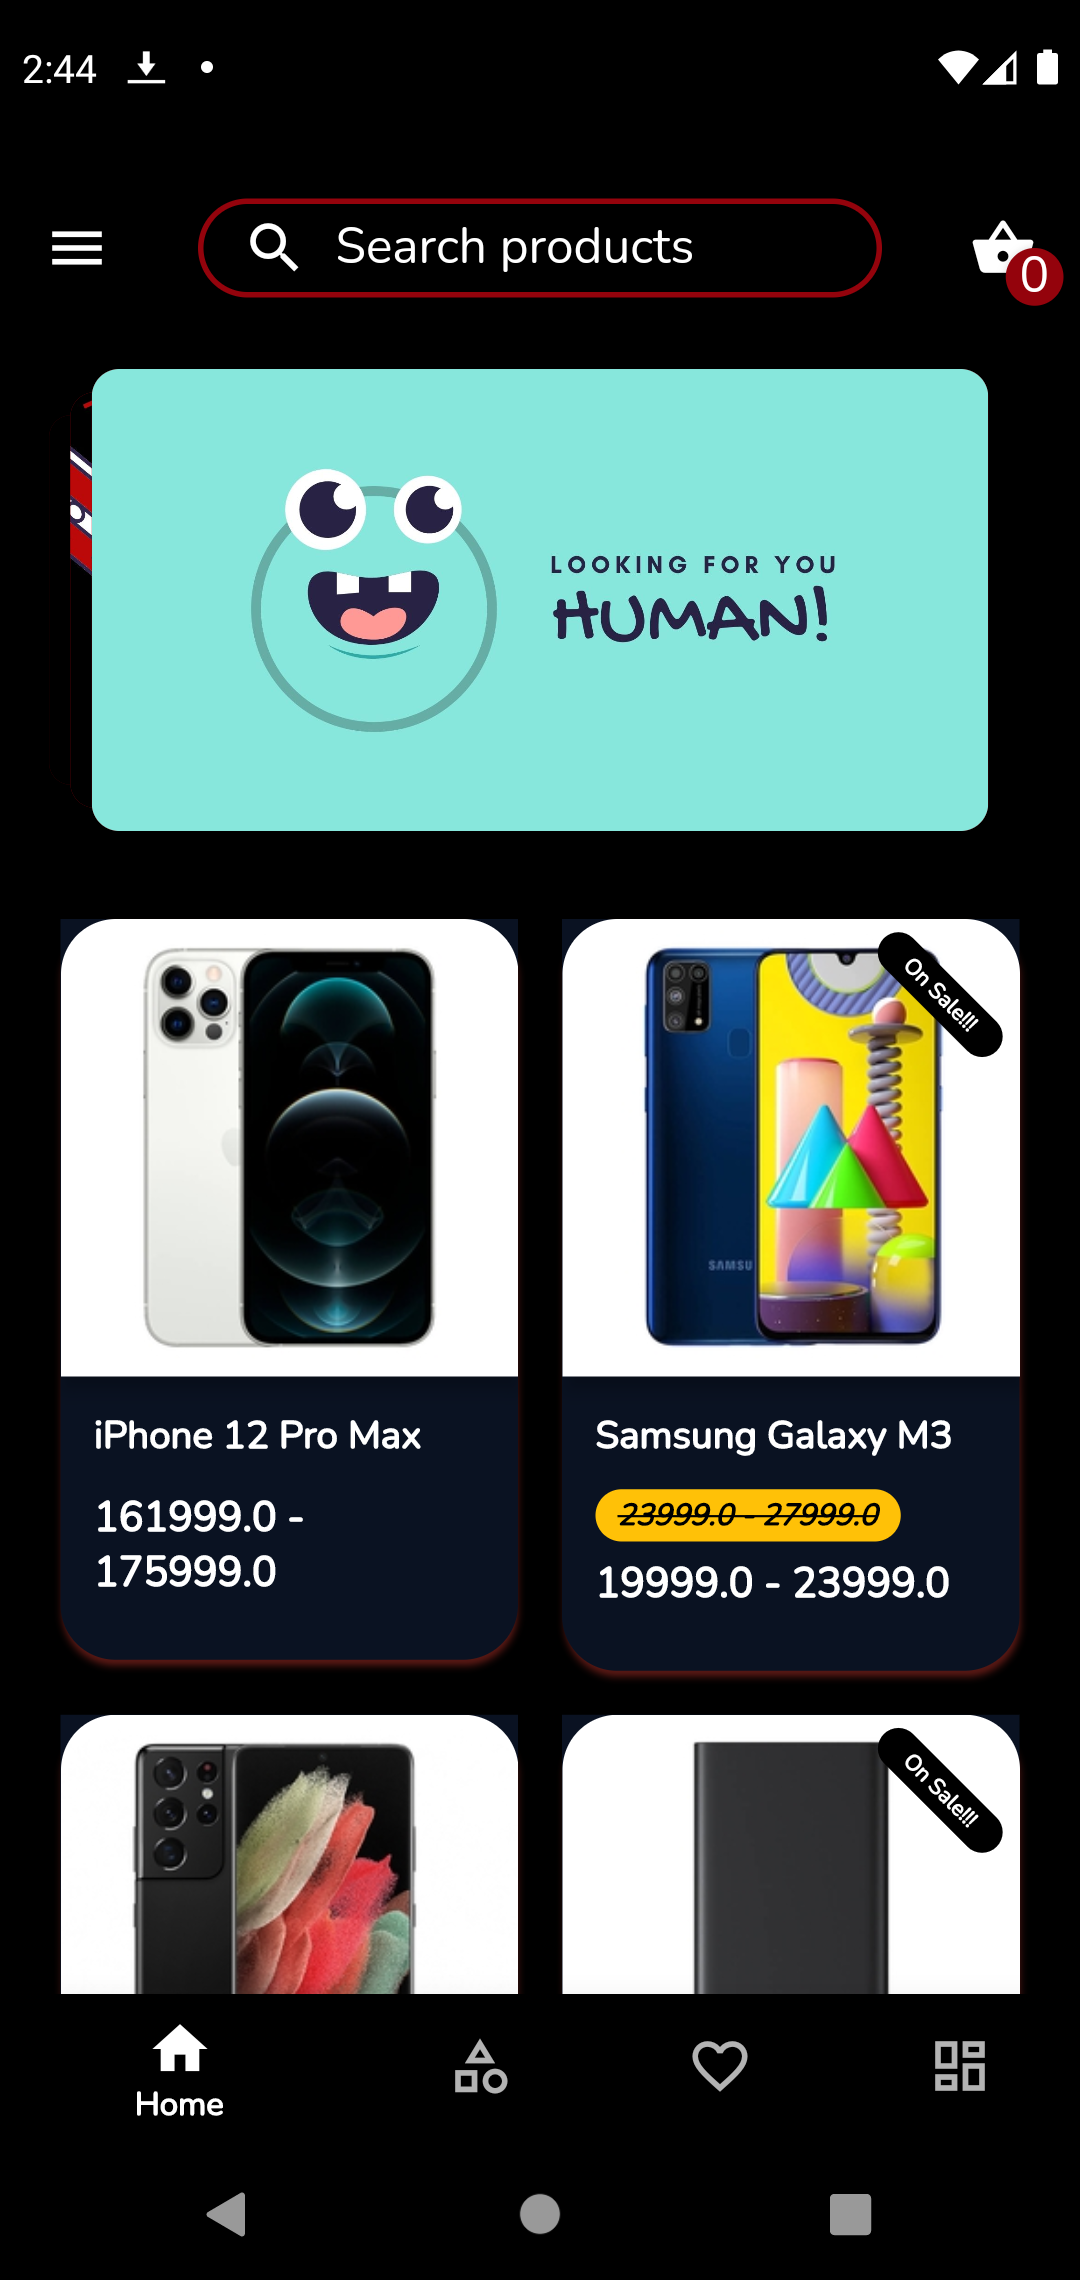 2:44
Search products
0
LOOKING FOR YOU
HUMAN!
On Sale!!!
SAMSU
iPhone 12 Pro Max
161999.0 -
175999.0
Samsung Galaxy M3
23999.0 - 27999.0
19999.0 - 23999.0
On Sale!!!
Home